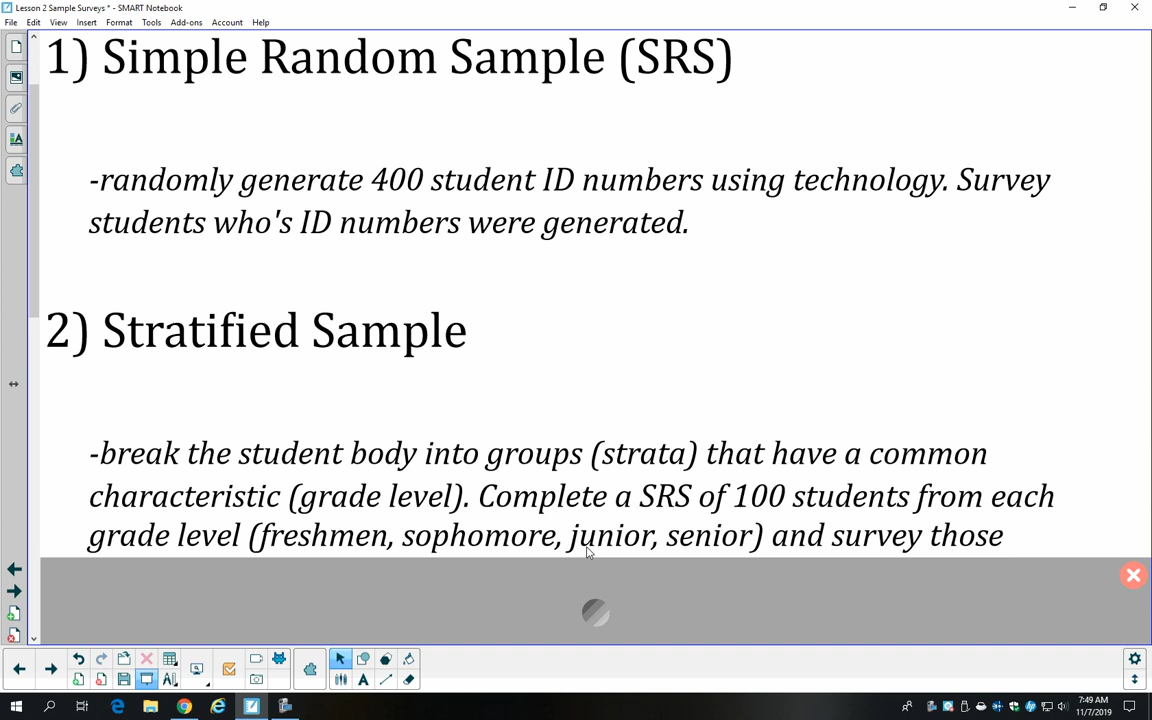 Lesson 2 Sample Surveys * - SMART Notebook
File Edit View Insert Format Tools Add-ons Account Help
1) Simple Random Sample (SRS)
-randomly generate 400 student ID numbers using technology. Survey
students who's ID numbers were generated.
2) Stratified Sample
-break the student body into groups (strata) that have a common
characteristic (grade level). Complete a SRS of 100 students from each
grade level (freshmen, sophomore, junior, senior) and survey those
7:49 AM
11/7/2019